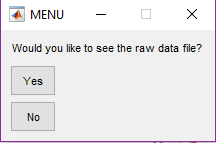 MENU
Would you like to see the raw data file?
Yes
No